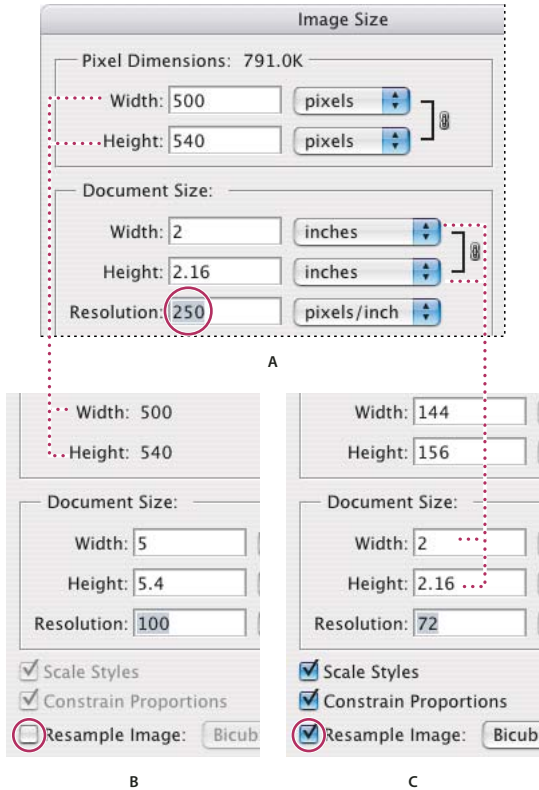 Image Size
Pixel Dimensions: 791.0K
Width: 500 pixels
Height: 540 pixels
Document Size:
Width: 2 inches
Height: 2.16 inches
Resolution: 250 pixels/inch
A
Width: 500
Height: 540
Document Size:
Width: 5
Height: 5.4
Resolution: 100
Scale Styles
Constrain Proportions
Resample Image: Bicub
B
Width: 144
Height: 156
Document Size:
Width: 2
Height: 2.16
Resolution: 72
Scale Styles
Constrain Proportions
Resample Image: Bicub
C